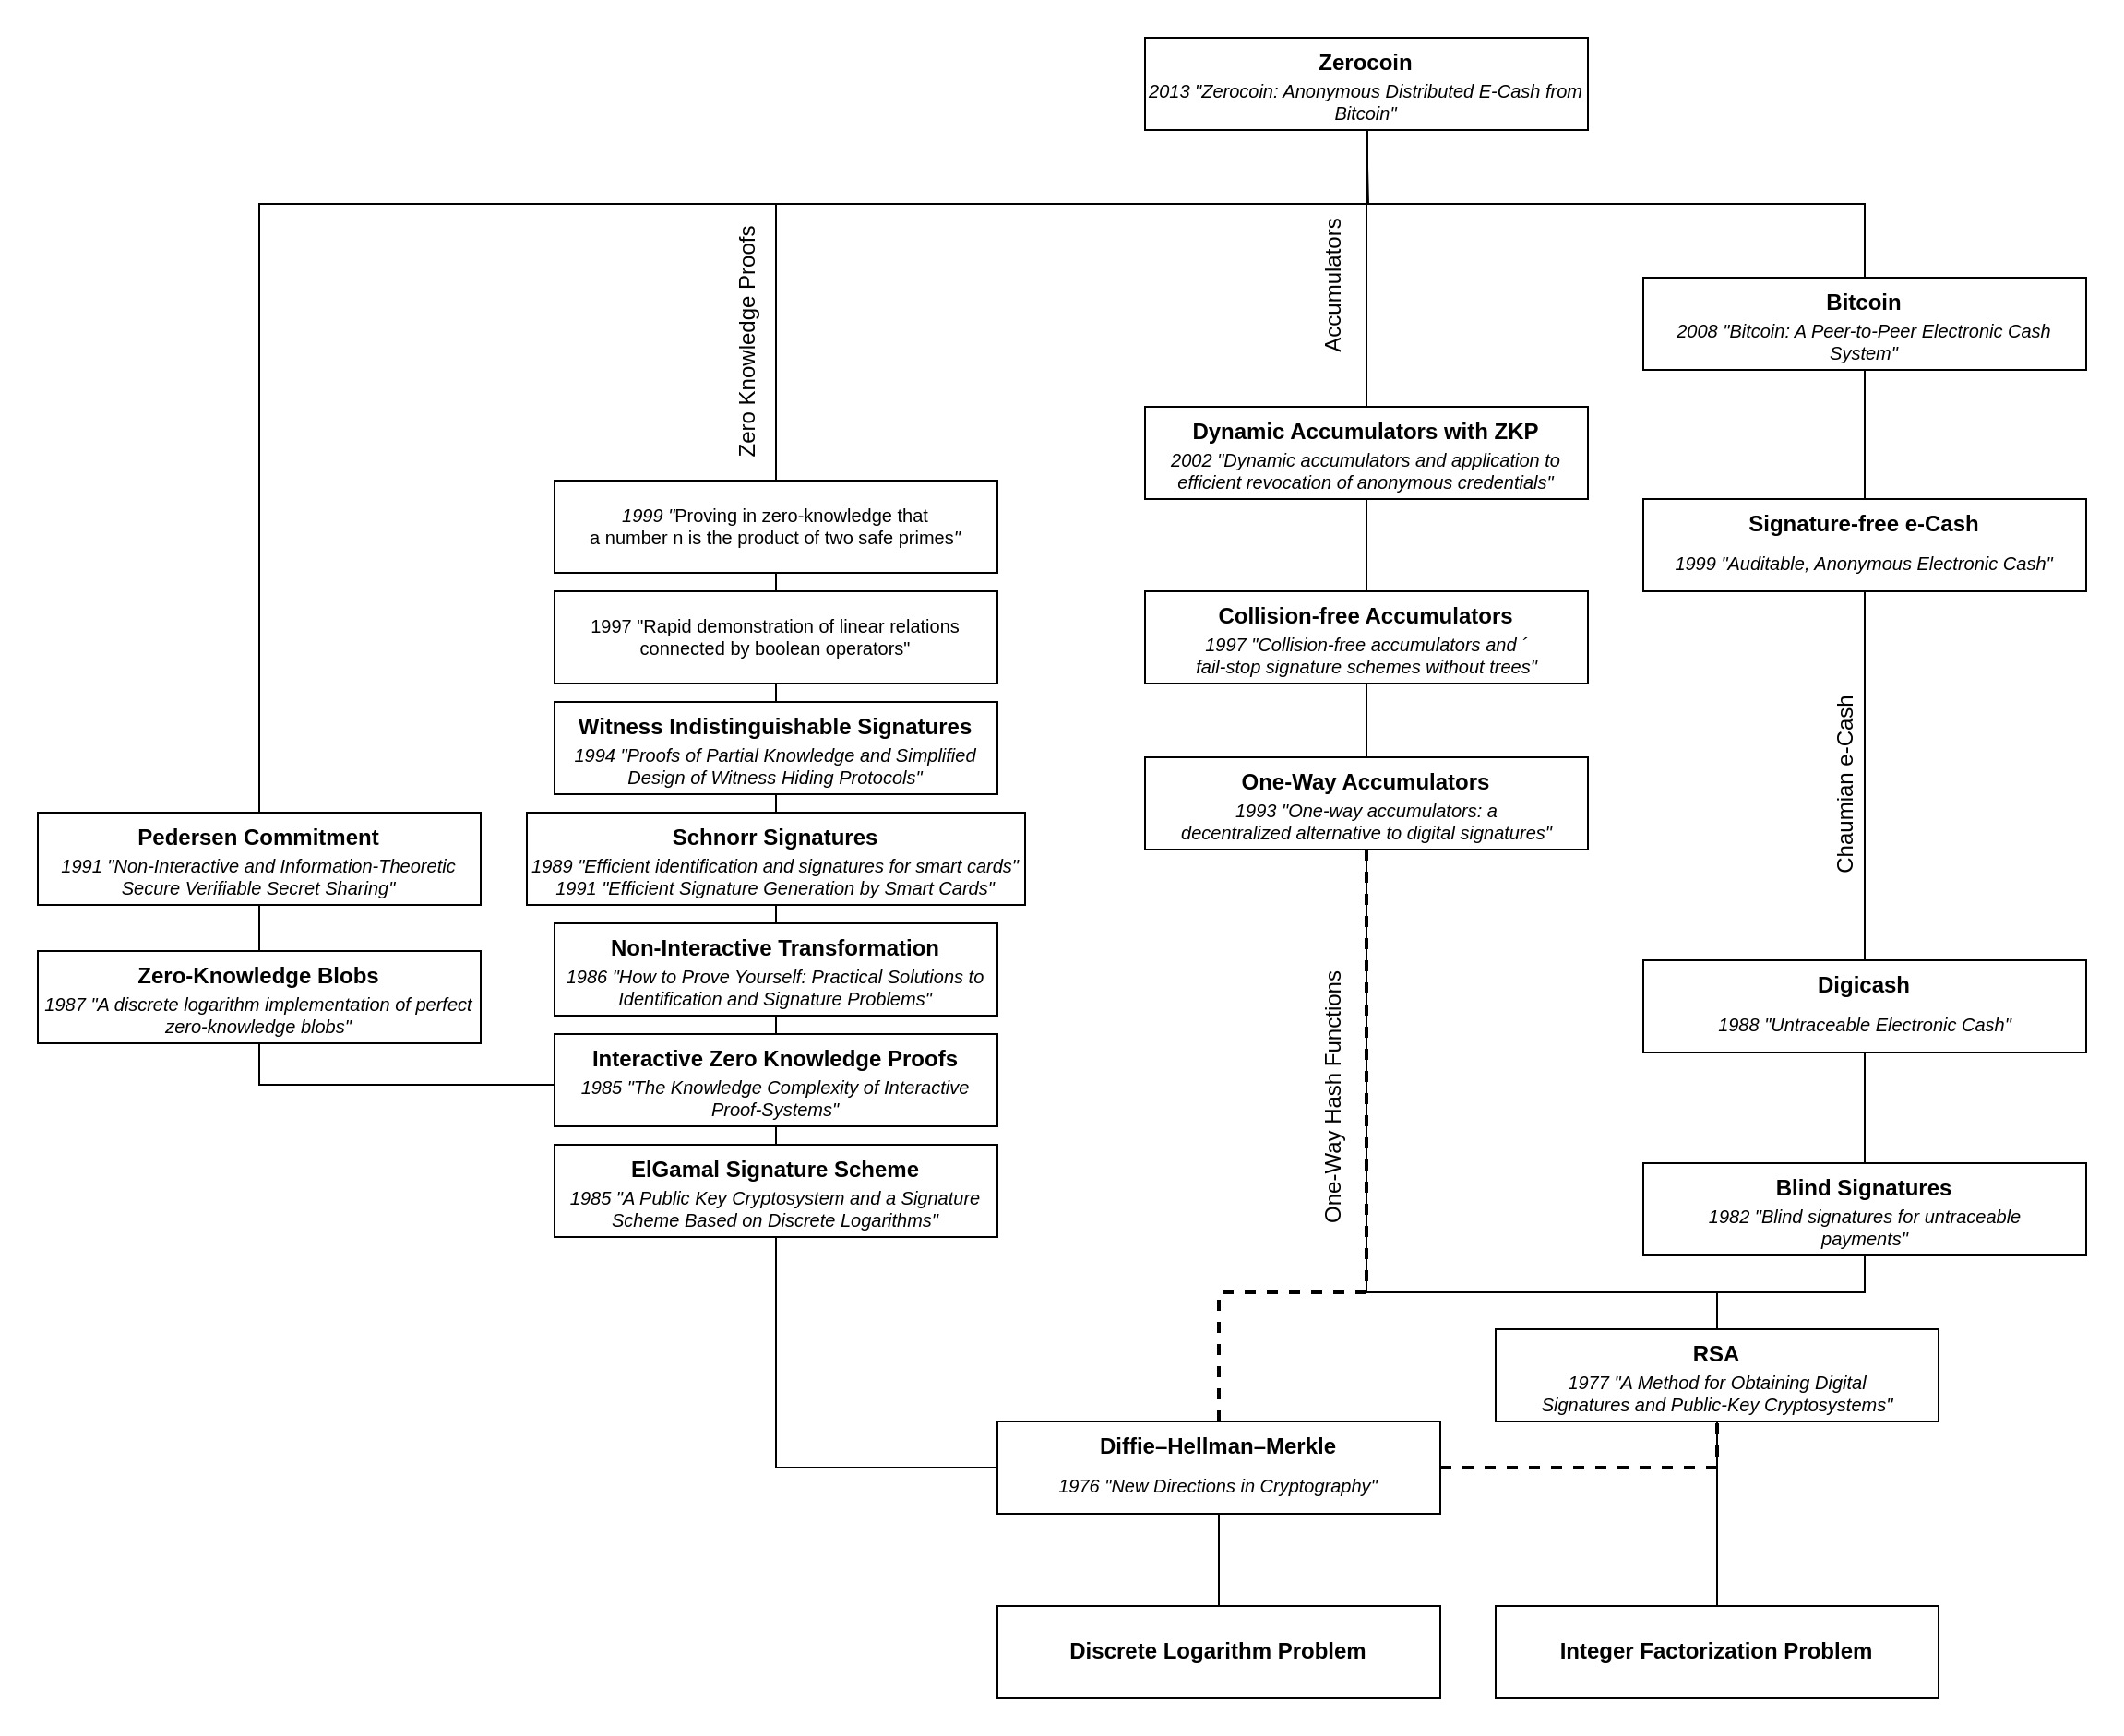 Zerocoin
2013 "Zerocoin: Anonymous Distributed E-Cash from
Bitcoin"
Zero Knowledge Proofs
Accumulators
Bitcoin
2008 "Bitcoin: A Peer-to-Peer Electronic Cash
System"
Dynamic Accumulators with ZKP
2002 "Dynamic accumulators and application to
efficient revocation of anonymous credentials"
1999 "Proving in zero-knowledge that
a number n is the product of two safe primes"
Signature-free e-Cash
1999 "Auditable, Anonymous Electronic Cash"
1997 "Rapid demonstration of linear relations
connected by boolean operators"
Collision-free Accumulators
1997 "Collision-free accumulators and ´
fail-stop signature schemes without trees"
Witness Indistinguishable Signatures
1994 "Proofs of Partial Knowledge and Simplified
Design of Witness Hiding Protocols"
One-Way Accumulators
1993 "One-way accumulators: a
decentralized alternative to digital signatures"
Chaumian e-Cash
Pedersen Commitment
1991 "Non-Interactive and Information-Theoretic
Secure Verifiable Secret Sharing"
Schnorr Signatures
1989 "Efficient identification and signatures for smart cards"
1991 "Efficient Signature Generation by Smart Cards"
Non-Interactive Transformation
1986 "How to Prove Yourself: Practical Solutions to
Identification and Signature Problems"
Zero-Knowledge Blobs
1987 "A discrete logarithm implementation of perfect
zero-knowledge blobs"
Digicash
1988 "Untraceable Electronic Cash"
One-Way Hash Functions
Interactive Zero Knowledge Proofs
1985 "The Knowledge Complexity of Interactive
Proof-Systems"
ElGamal Signature Scheme
1985 "A Public Key Cryptosystem and a Signature
Scheme Based on Discrete Logarithms"
Blind Signatures
1982 "Blind signatures for untraceable
payments"
RSA
1977 "A Method for Obtaining Digital
Signatures and Public-Key Cryptosystems"
Diffie–Hellman–Merkle
1976 "New Directions in Cryptography"
Discrete Logarithm Problem
Integer Factorization Problem